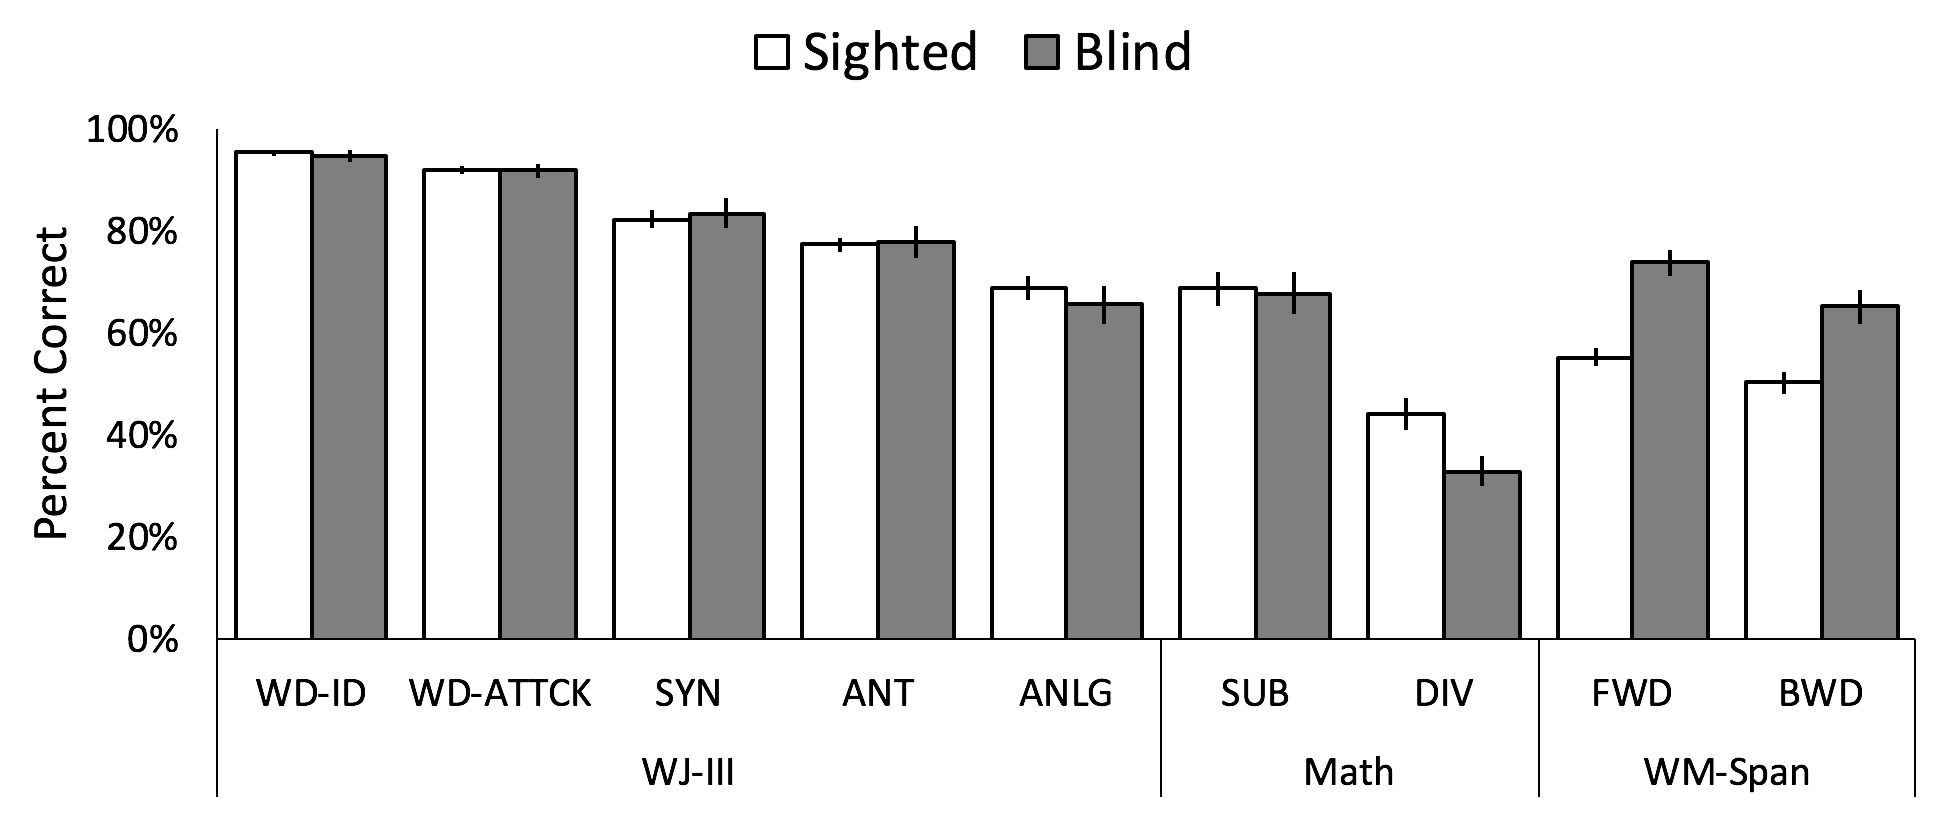 Sighted Blind
Percent Correct
100%
80%
60%
40%
20%
0%
WD-ID WD-ATTCK SYN ANT ANLG SUB DIV FWD BWD
WJ-III Math WM-Span